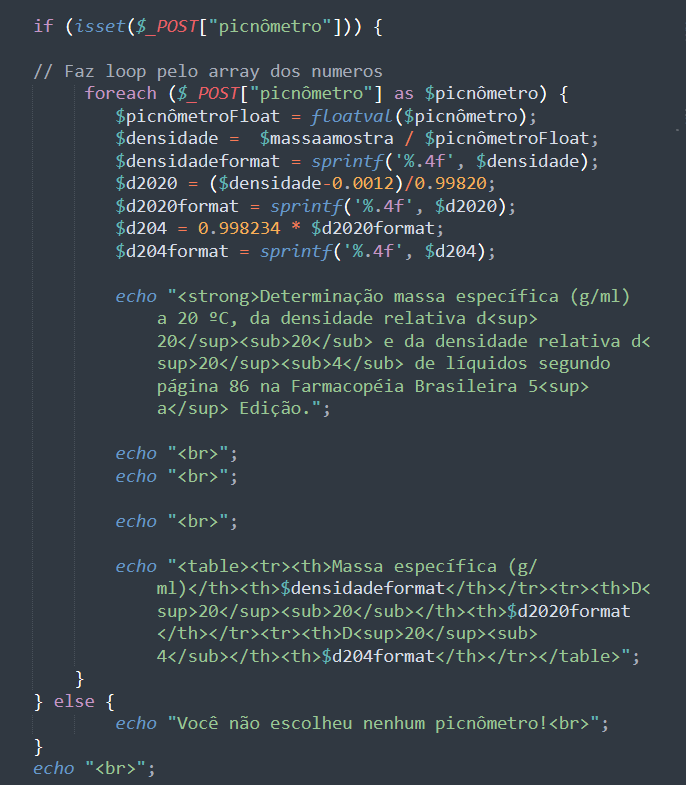 if (isset($_POST["picnômetro"])) {
// Faz loop pelo array dos numeros
foreach ($_POST["picnômetro"] as $picnômetro) {
$picnômetroFloat = floatval($picnômetro);
$densidade =  $massaamostra / $picnômetroFloat;
$densidadeformat = sprintf('%.4f', $densidade);
$d2020 = ($densidade-0.0012)/0.99820;
$d2020format = sprintf('%.4f', $d2020);
$d204 = 0.998234 * $d2020format;
$d204format = sprintf('%.4f', $d204);
echo "<strong>Determinação massa específica (g/ml)
a 20 ºC, da densidade relativa d<sup>
20</sup><sub>20</sub> e da densidade relativa d<
sup>20</sup><sub>4</sub> de líquidos segundo
página 86 na Farmacopéia Brasileira 5<sup>
a</sup> Edição.";
echo "<br>";
echo "<br>";
echo "<br>";
echo "<table><tr><th>Massa específica (g/
ml)</th><th>$densidadeformat</th></tr><tr><th>D<
sup>20</sup><sub>20</sub></th><th>$d2020format
</th></tr><tr><th>D<sup>20</sup><sub>
4</sub></th><th>$d204format</th></tr></table>";
}
} else {
echo "Você não escolheu nenhum picnômetro!<br>";
}
echo "<br>";